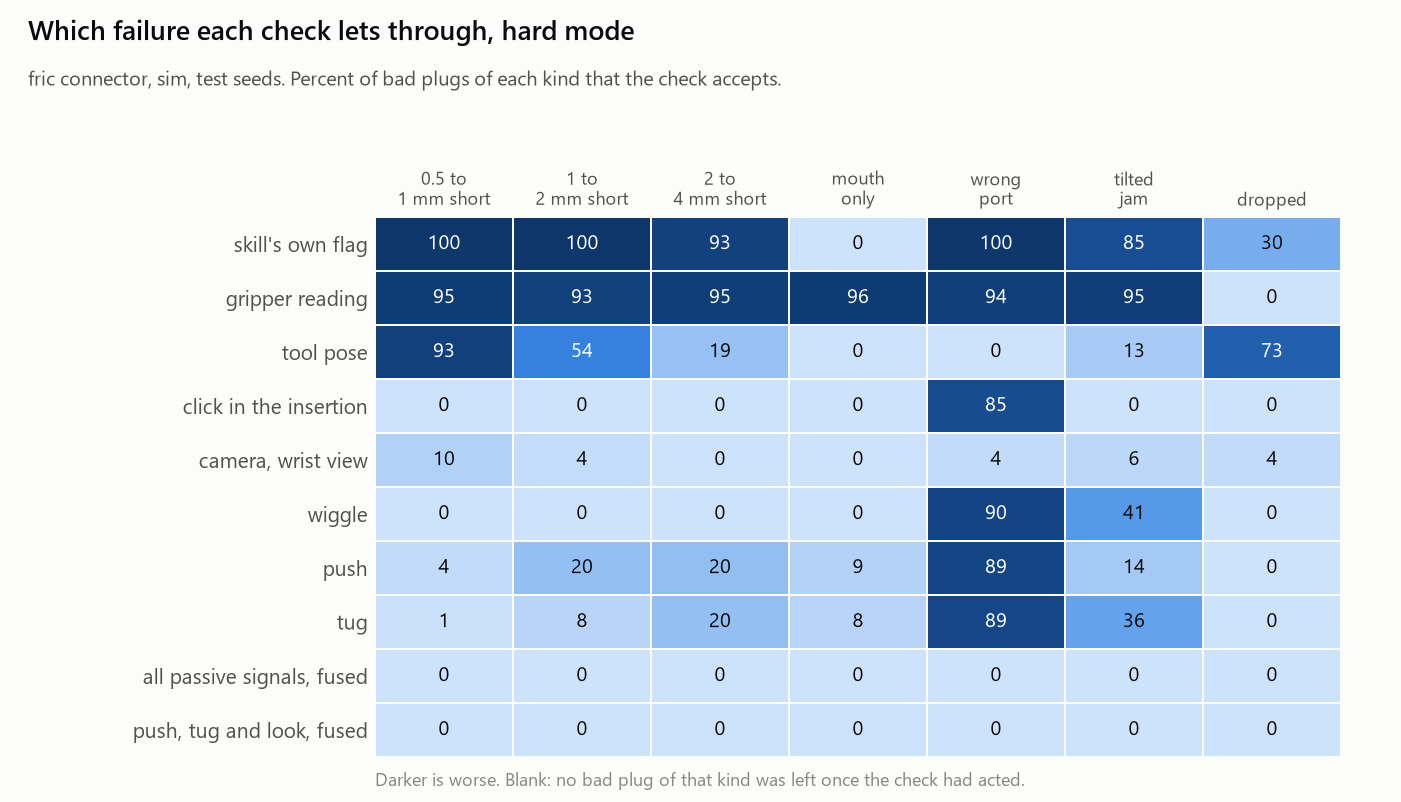 Which failure each check lets through, hard mode
fric connector, sim, test seeds. Percent of bad plugs of each kind that the check accepts.
0.5 to 1 to 2 to mouth wrong tilted
1 mm short 2 mm short 4 mm short only port jam dropped
skill's own flag 100 100 93 0 100 85 30
gripper reading 95 93 95 96 94 95 0
tool pose 93 54 19 0 0 13 73
click in the insertion 0 0 0 0 85 0 0
camera, wrist view 10 4 0 0 4 6 4
wiggle 0 0 0 0 90 41 0
push 4 20 20 9 89 14 0
tug 1 8 20 8 89 36 0
all passive signals, fused 0 0 0 0 0 0 0
push, tug and look, fused 0 0 0 0 0 0 0
Darker is worse. Blank: no bad plug of that kind was left once the check had acted.